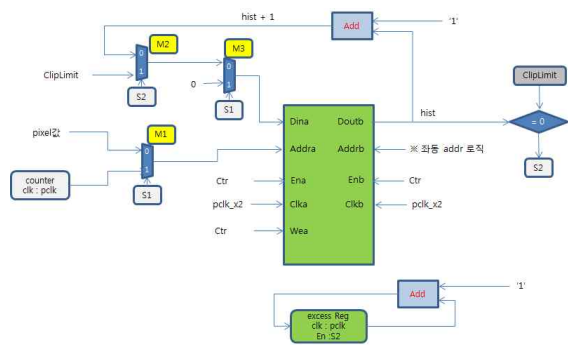 hist + 1
Add
'1'
M2
0
1
ClipLimit
S2
M3
0
1
0
S1
ClipLimit
hist
= 0
S2
Dina
Doutb
pixel값
M1
0
1
S1
Addra
Addrb
※ 좌동 addr 로직
counter
clk : pclk
Ctr
Ena
Enb
Ctr
pclk_x2
Clka
Clkb
pclk_x2
Ctr
Wea
Add
'1'
excess Reg
clk : pclk
En :S2